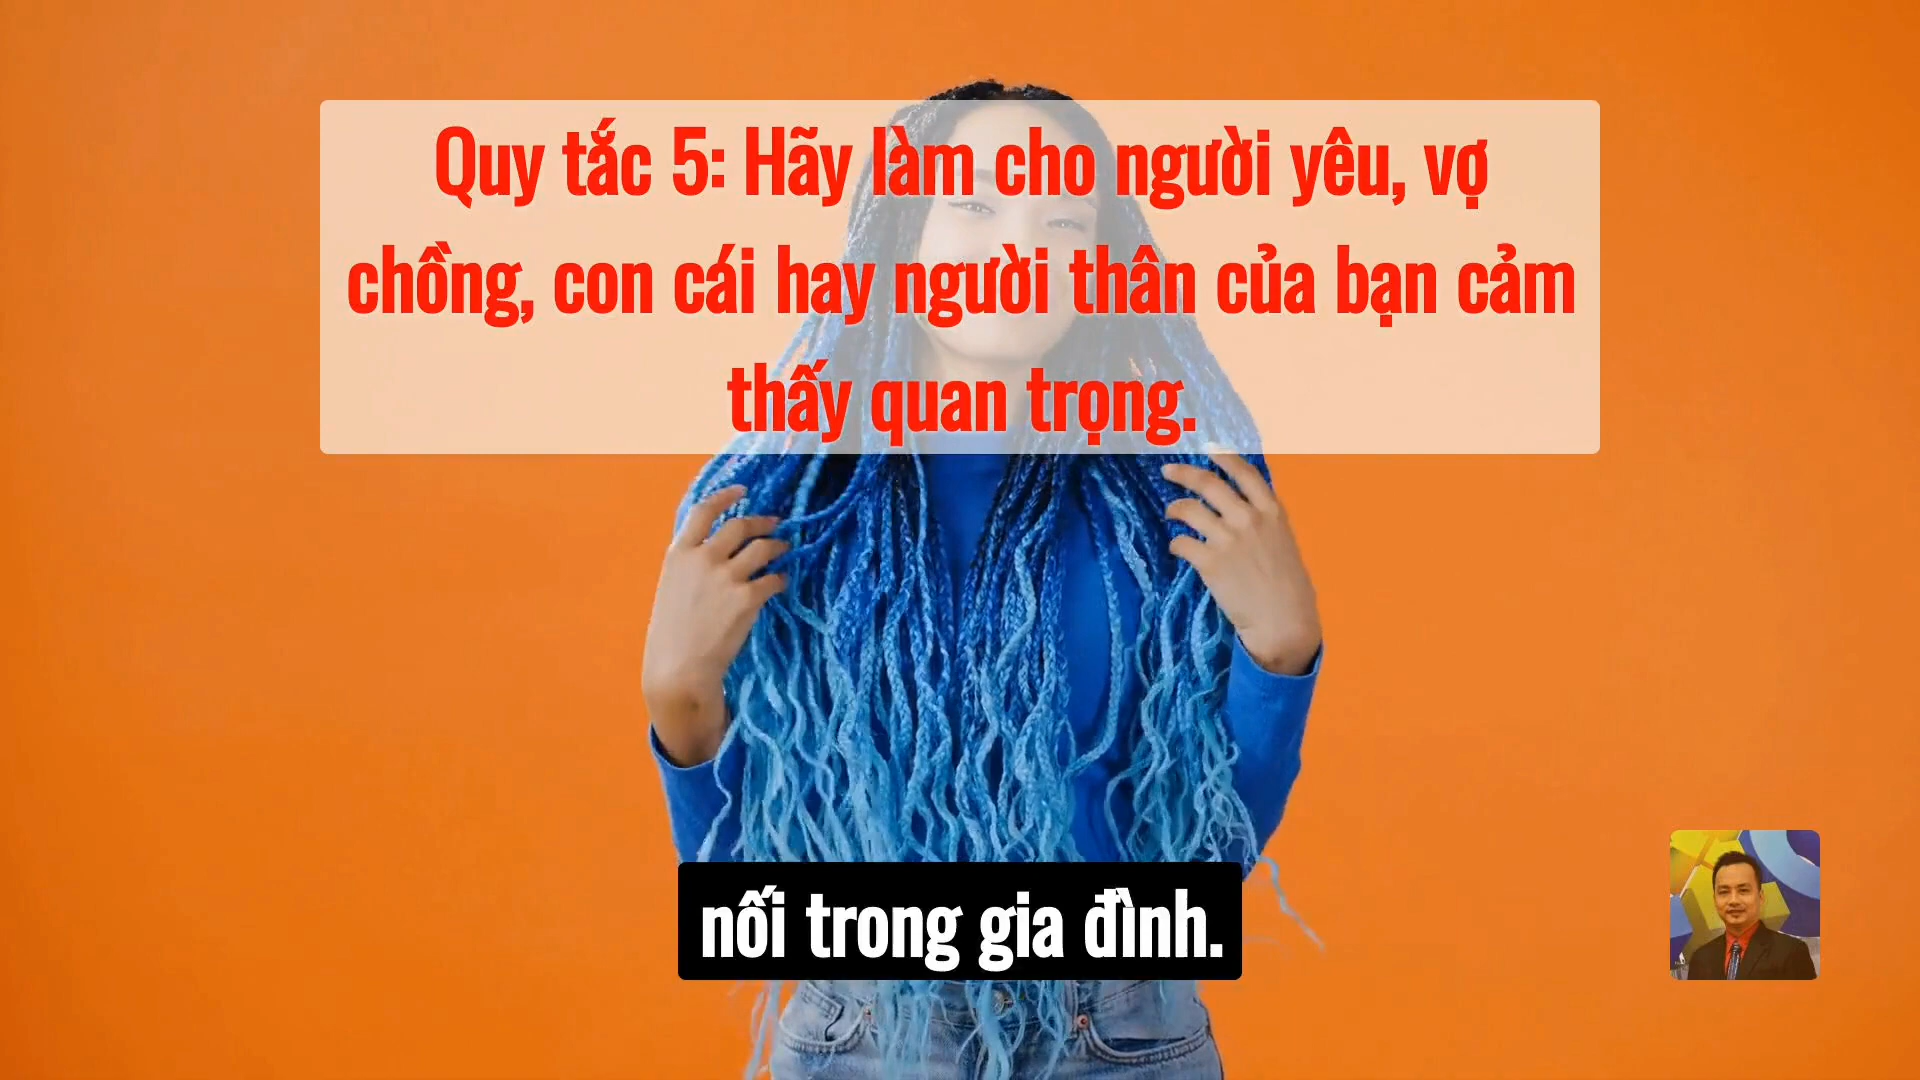 Quy tắc 5: Hãy làm cho người yêu, vợ
chồng, con cái hay người thân của bạn cảm
thấy quan trọng.
nối trong gia đình.